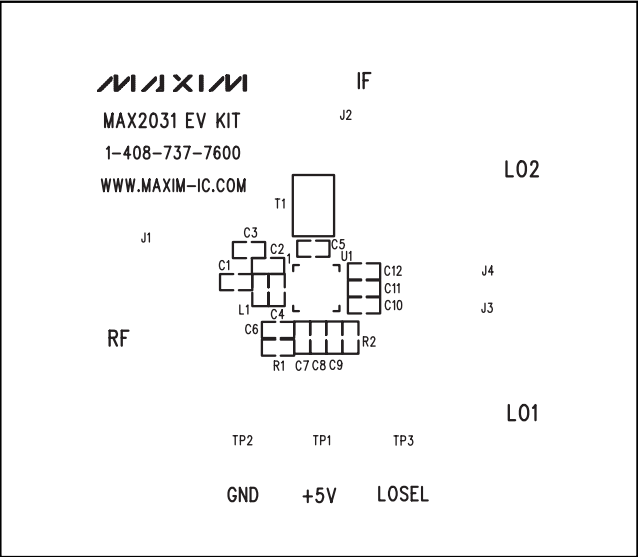 MAXIM
IF
MAX2031 EV KIT
J2
1-408-737-7600
LO2
WWW.MAXIM-IC.COM
T1
J1
C3
C5
C2
1
U1
C1
C12
J4
C11
L1
C4
C10
J3
C6
RF
R2
R1
C7
C8
C9
LO1
TP2
TP1
TP3
GND
+5V
LOSEL